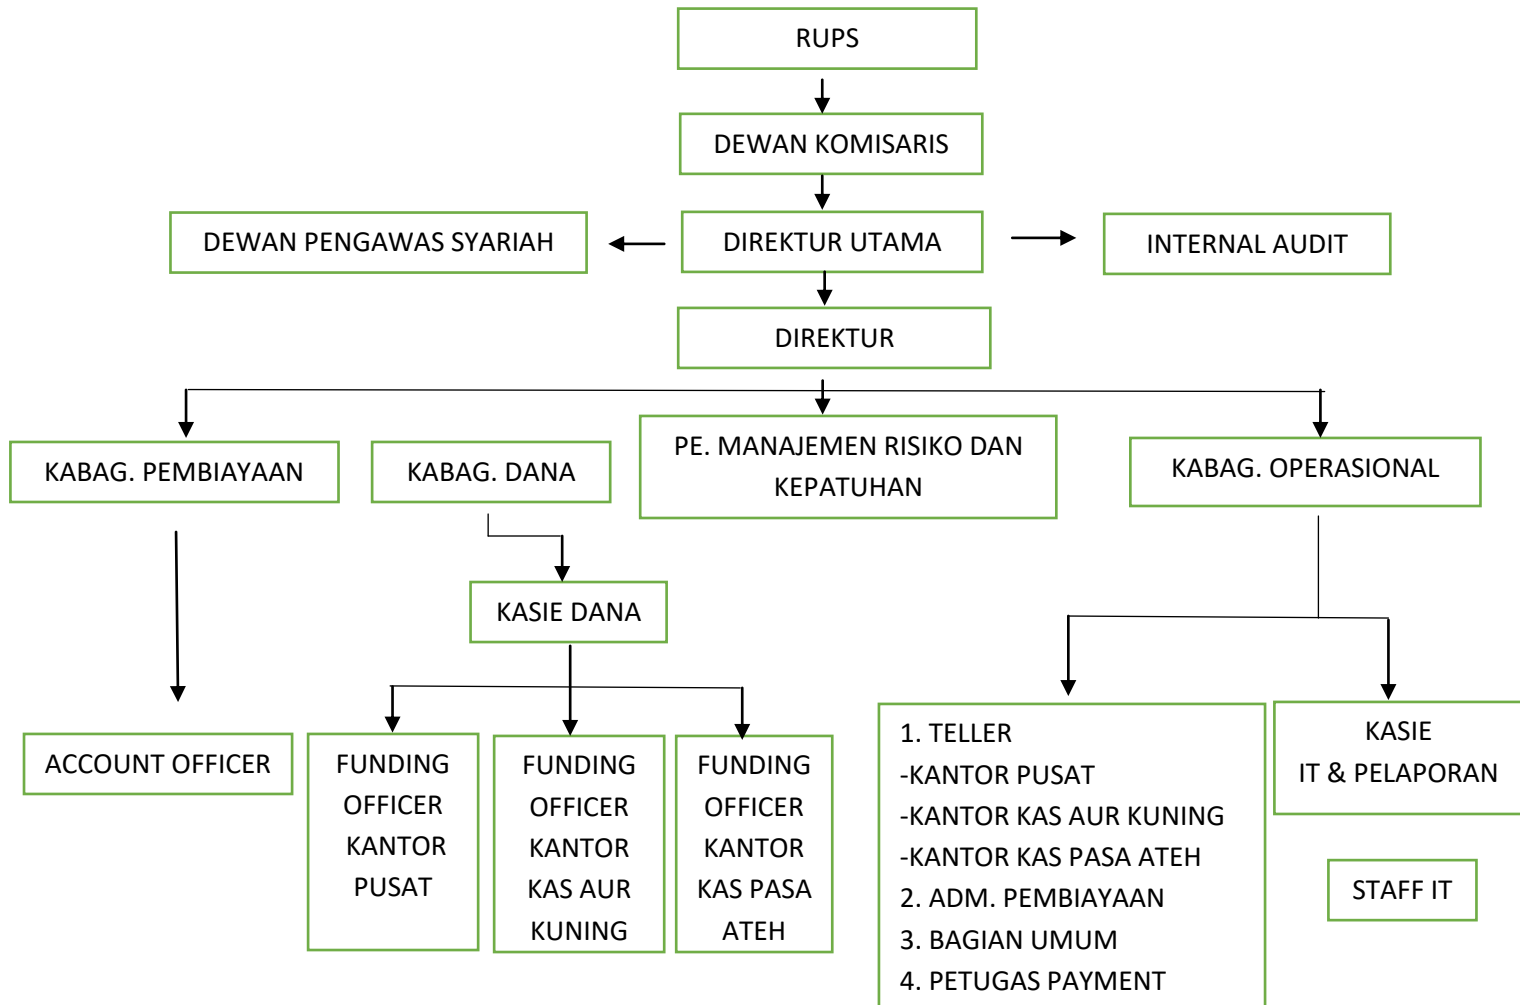 RUPS
DEWAN KOMISARIS
DEWAN PENGAWAS SYARIAH
DIREKTUR UTAMA
INTERNAL AUDIT
DIREKTUR
KABAG. PEMBIAYAAN
KABAG. DANA
PE. MANAJEMEN RISIKO DAN
KEPATUHAN
KABAG. OPERASIONAL
KASIE DANA
ACCOUNT OFFICER
FUNDING
OFFICER
KANTOR
PUSAT
FUNDING
OFFICER
KANTOR
KAS AUR
KUNING
FUNDING
OFFICER
KANTOR
KAS PASA
ATEH
1. TELLER
-KANTOR PUSAT
-KANTOR KAS AUR KUNING
-KANTOR KAS PASA ATEH
2. ADM. PEMBIAYAAN
3. BAGIAN UMUM
4. PETUGAS PAYMENT
KASIE
IT & PELAPORAN
STAFF IT